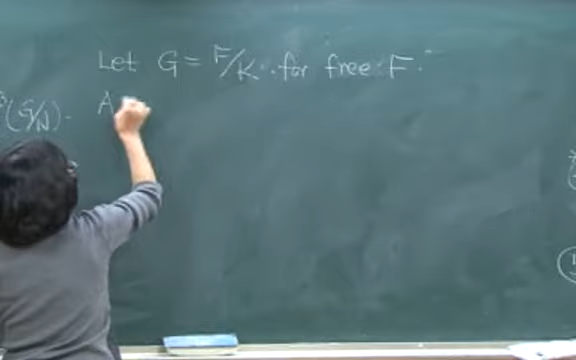 Let G = F/K for free F.
(G/N).
A